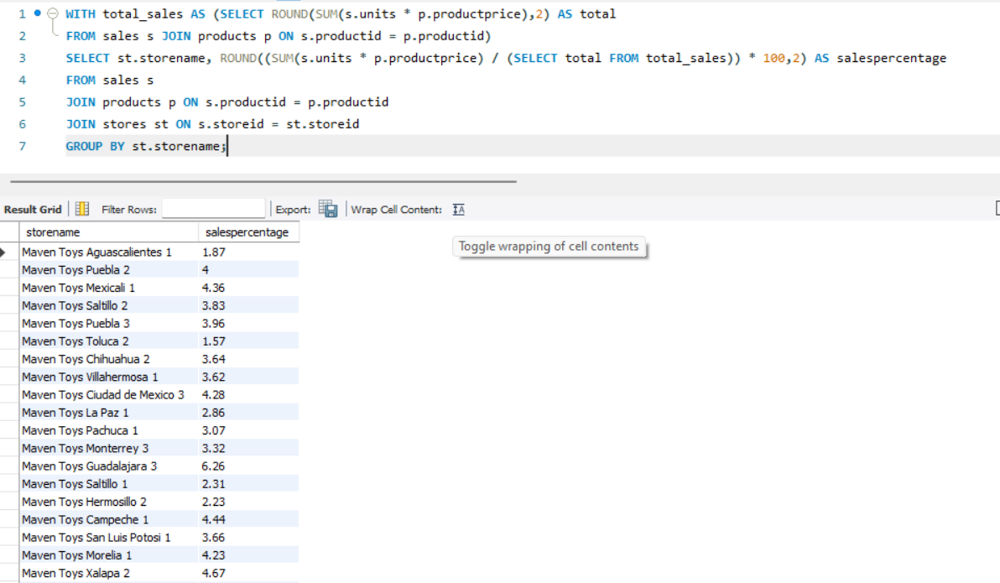 1 WITH total_sales AS (SELECT ROUND(SUM(s.units * p.productprice),2) AS total
2 FROM sales s JOIN products p ON s.productid = p.productid)
3 SELECT st.storename, ROUND((SUM(s.units * p.productprice) / (SELECT total FROM total_sales)) * 100,2) AS salespercentage
4 FROM sales s
5 JOIN products p ON s.productid = p.productid
6 JOIN stores st ON s.storeid = st.storeid
7 GROUP BY st.storename;
Result Grid Filter Rows: Export: Wrap Cell Content: IA
storename salespercentage
Toggle wrapping of cell contents
Maven Toys Aguascalientes 1 1.87
Maven Toys Puebla 2 4
Maven Toys Mexicali 1 4.36
Maven Toys Saltillo 2 3.83
Maven Toys Puebla 3 3.96
Maven Toys Toluca 2 1.57
Maven Toys Chihuahua 2 3.64
Maven Toys Villahermosa 1 3.62
Maven Toys Ciudad de Mexico 3 4.28
Maven Toys La Paz 1 2.86
Maven Toys Pachuca 1 3.07
Maven Toys Monterrey 3 3.32
Maven Toys Guadalajara 3 6.26
Maven Toys Saltillo 1 2.31
Maven Toys Hermosillo 2 2.23
Maven Toys Campeche 1 4.44
Maven Toys San Luis Potosi 1 3.66
Maven Toys Morelia 1 4.23
Maven Toys Xalapa 2 4.67